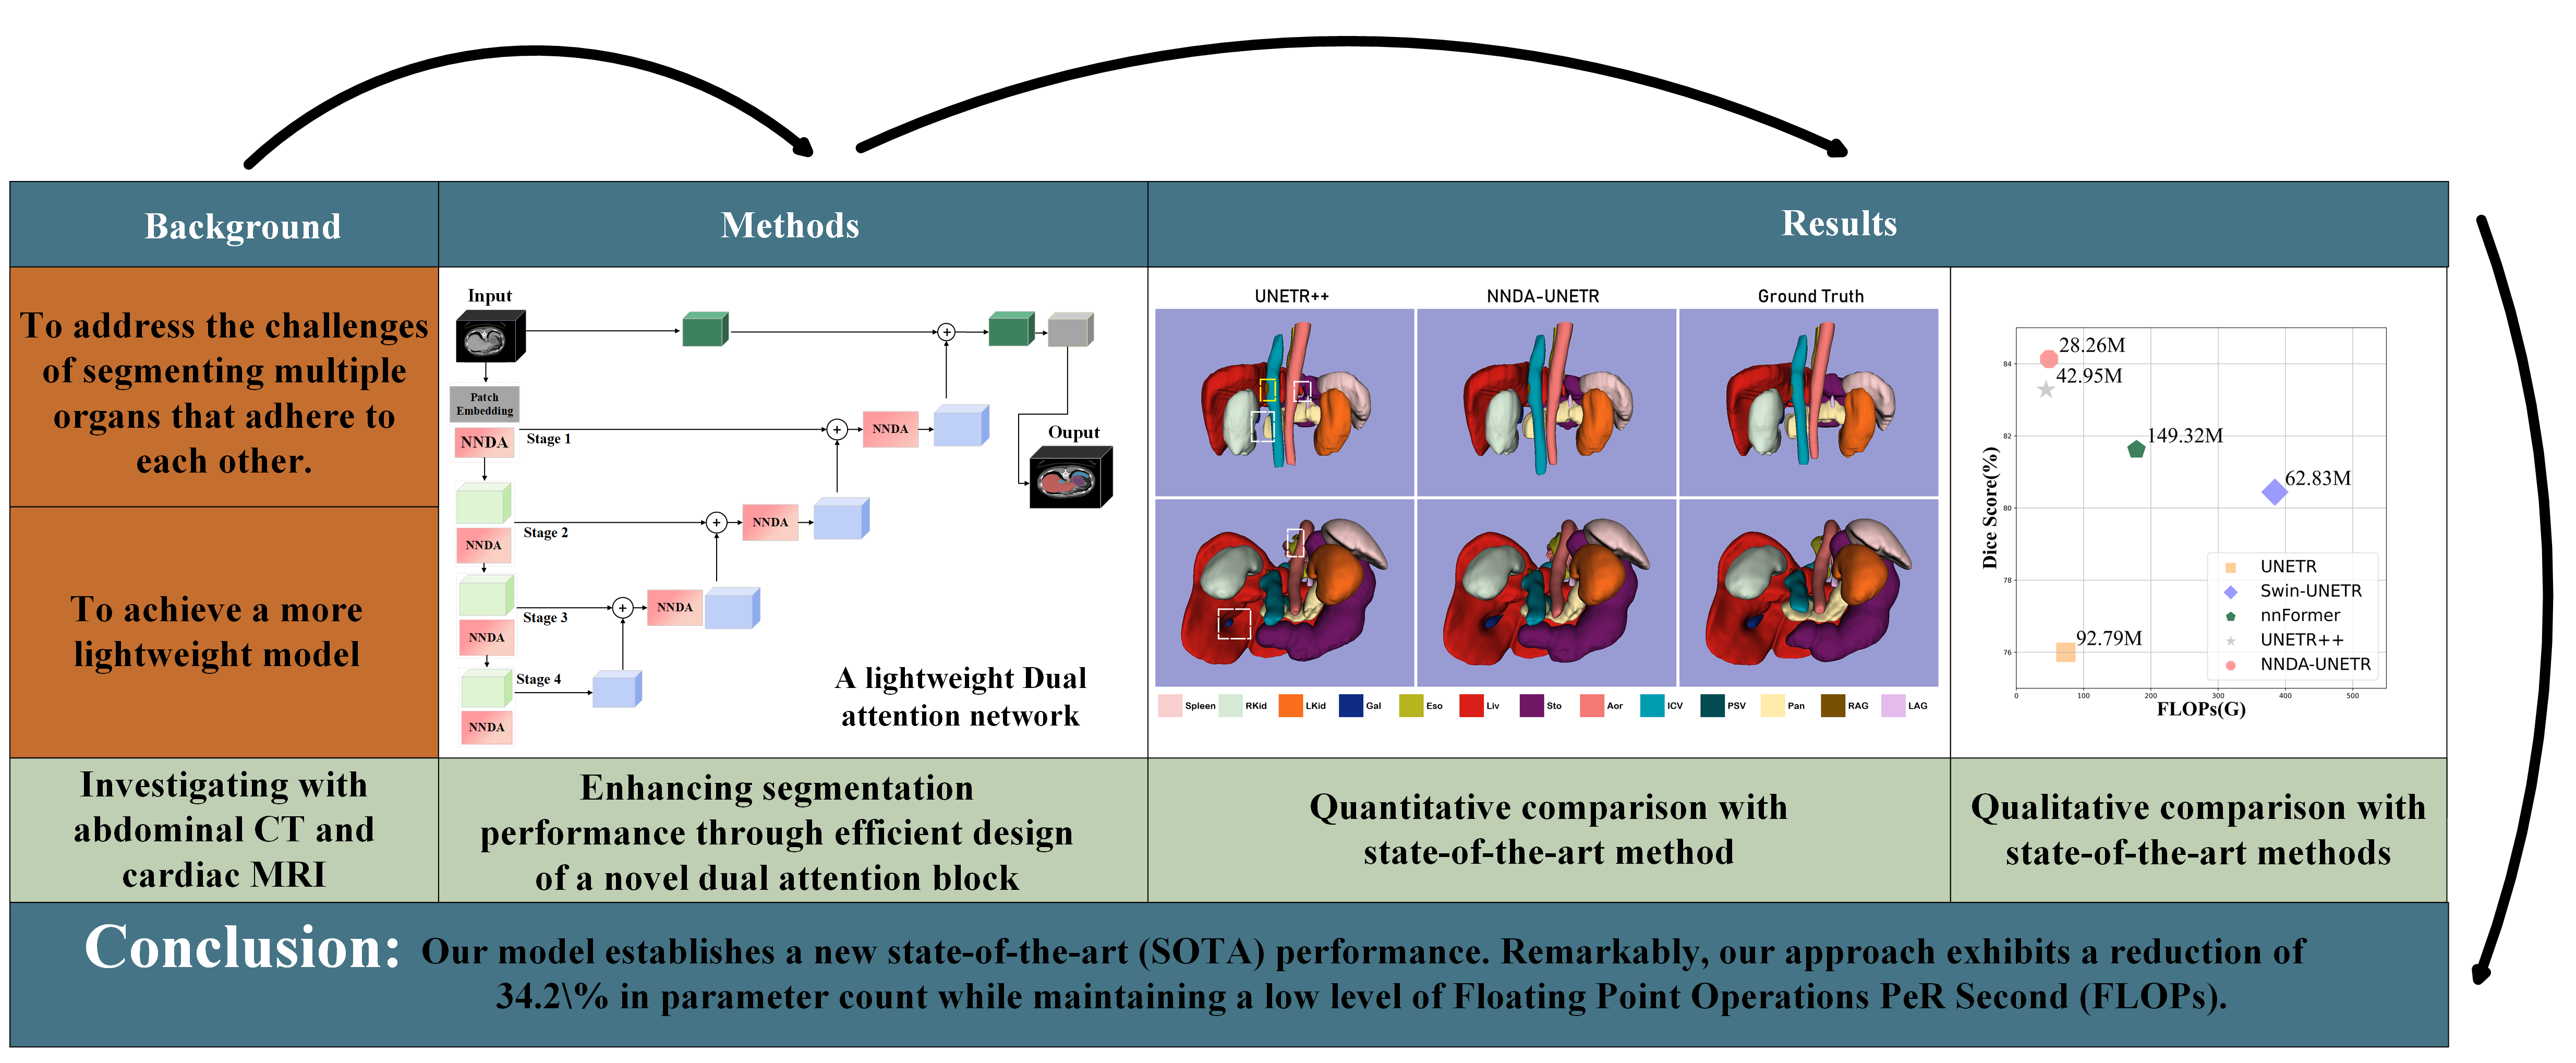 Background
Methods
Results
To address the challenges
of segmenting multiple
organs that adhere to
each other.
To achieve a more
lightweight model
Input
Patch
Embedding
NNDA
Stage 1
NNDA
Stage 2
NNDA
Stage 3
NNDA
Stage 4
NNDA
NNDA
NNDA
Ouput
A lightweight Dual
attention network
UNETR++
NNDA-UNETR
Ground Truth
Spleen
RKid
LKid
Gal
Eso
Liv
Sto
Aor
ICV
PSV
Pan
RAG
LAG
Dice Score(%)
84
82
80
78
76
28.26M
42.95M
149.32M
62.83M
92.79M
UNETR
Swin-UNETR
nnFormer
UNETR++
NNDA-UNETR
0
100
200
300
400
500
FLOPs(G)
Investigating with
abdominal CT and
cardiac MRI
Enhancing segmentation
performance through efficient design
of a novel dual attention block
Quantitative comparison with
state-of-the-art method
Qualitative comparison with
state-of-the-art methods
Conclusion: Our model establishes a new state-of-the-art (SOTA) performance. Remarkably, our approach exhibits a reduction of
34.2\% in parameter count while maintaining a low level of Floating Point Operations PeR Second (FLOPs).